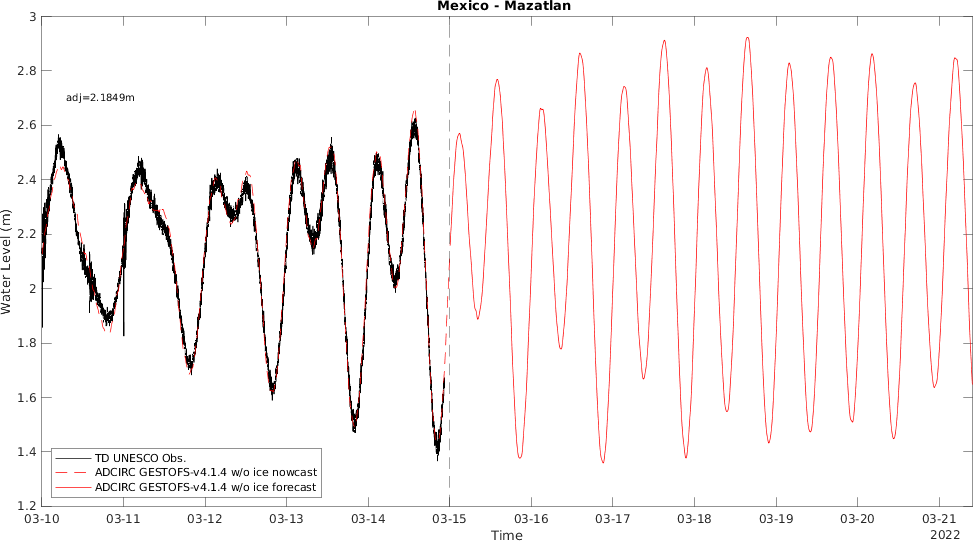 Mexico - Mazatlan
3
2.8
2.6
2.4
2.2
2
1.8
1.6
1.4
1.2
Water Level (m)
adj=2.1849m
TD UNESCO Obs.
ADCIRC GESTOFS-v4.1.4 w/o ice nowcast
ADCIRC GESTOFS-v4.1.4 w/o ice forecast
03-10 03-11 03-12 03-13 03-14 03-15 03-16 03-17 03-18 03-19 03-20 03-21
Time 2022